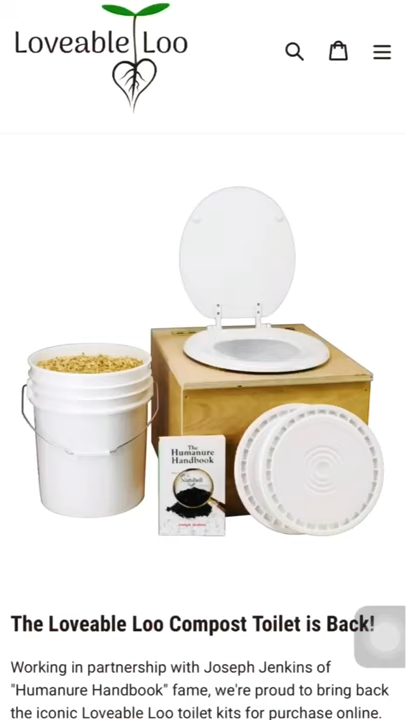 Loveable Loo
The
Humanure
Handbook
The Loveable Loo Compost Toilet is Back!
Working in partnership with Joseph Jenkins of
"Humanure Handbook" fame, we're proud to bring back
the iconic Loveable Loo toilet kits for purchase online.